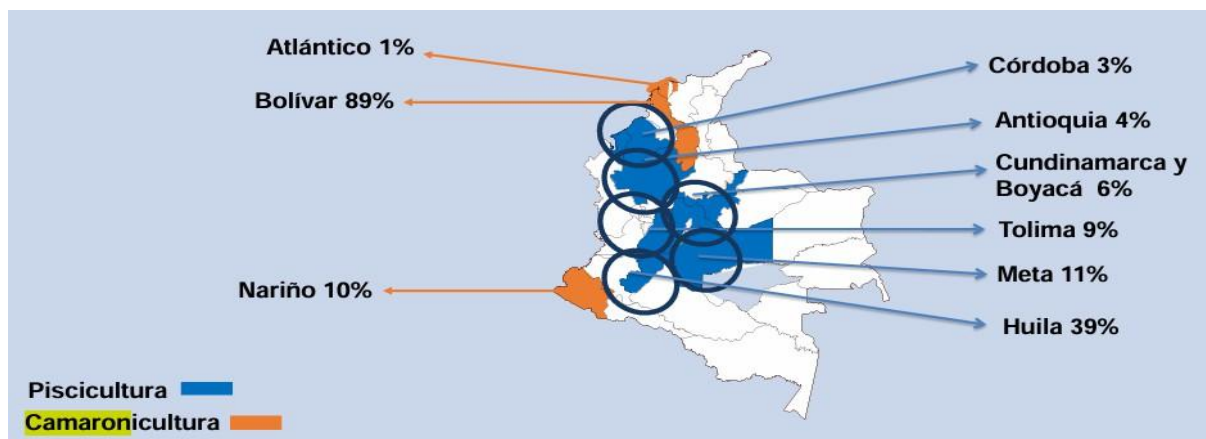 Atlántico 1%
Bolívar 89%
Nariño 10%
Córdoba 3%
Antioquia 4%
Cundinamarca y
Boyacá 6%
Tolima 9%
Meta 11%
Huila 39%
Piscicultura
Camaronicultura